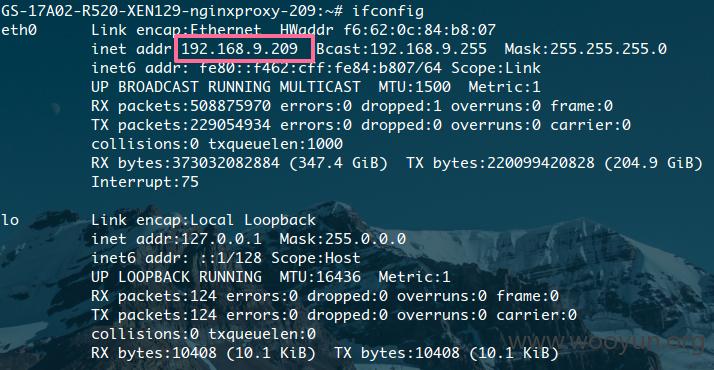 GS-17A02-R520-XEN129-nginxproxy-209:~# ifconfig
eth0 Link encap:Ethernet HWaddr f6:62:0c:84:b8:07
inet addr:192.168.9.209 Bcast:192.168.9.255 Mask:255.255.255.0
inet6 addr: fe80::f462:cff:fe84:b807/64 Scope:Link
UP BROADCAST RUNNING MULTICAST MTU:1500 Metric:1
RX packets:508875970 errors:0 dropped:1 overruns:0 frame:0
TX packets:229054934 errors:0 dropped:0 overruns:0 carrier:0
collisions:0 txqueuelen:1000
RX bytes:373032082884 (347.4 GiB) TX bytes:220099420828 (204.9 GiB)
Interrupt:75
lo Link encap:Local Loopback
inet addr:127.0.0.1 Mask:255.0.0.0
inet6 addr: ::1/128 Scope:Host
UP LOOPBACK RUNNING MTU:16436 Metric:1
RX packets:124 errors:0 dropped:0 overruns:0 frame:0
TX packets:124 errors:0 dropped:0 overruns:0 carrier:0
collisions:0 txqueuelen:0
RX bytes:10408 (10.1 KiB) TX bytes:10408 (10.1 KiB)
www.wooyun.org